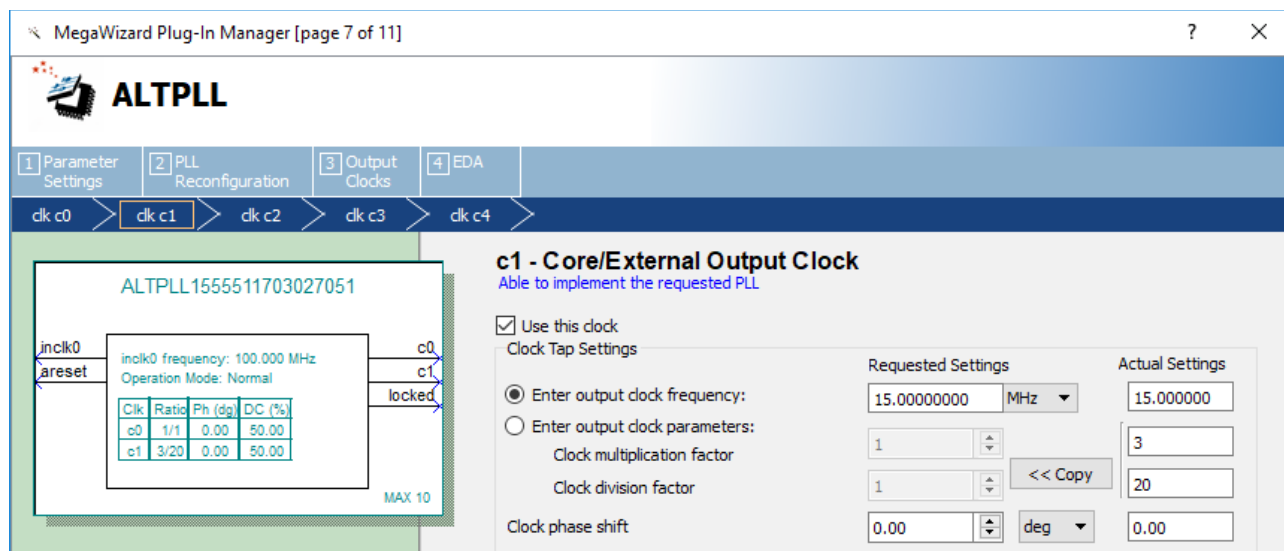 MegaWizard Plug-In Manager [page 7 of 11]
?
ALTPLL
1 Parameter Settings
2 PLL Reconfiguration
3 Output Clocks
4 EDA
clk c0
clk c1
clk c2
clk c3
clk c4
ALTPLL1555511703027051
inclk0
areset
inclk0 frequency: 100.000 MHz
Operation Mode: Normal
Clk Ratio Ph (dg) DC (%)
c0 1/1 0.00 50.00
c1 3/20 0.00 50.00
c0
c1
locked
MAX 10
c1 - Core/External Output Clock
Able to implement the requested PLL
Use this clock
Clock Tap Settings
Requested Settings Actual Settings
Enter output clock frequency: 15.00000000 MHz 15.000000
Enter output clock parameters:
Clock multiplication factor 1 3
<< Copy
Clock division factor 1 20
Clock phase shift 0.00 deg 0.00